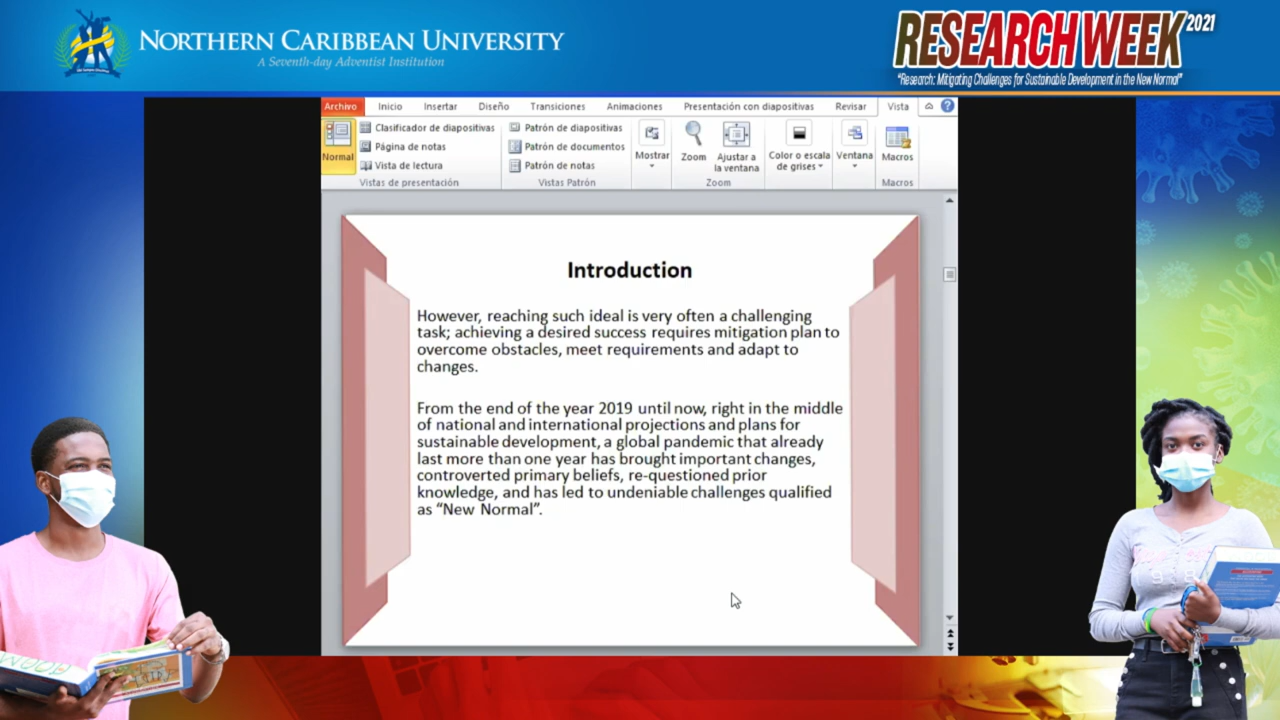 NORTHERN CARIBBEAN UNIVERSITY
A Seventh-day Adventist Institution
RESEARCH WEEK 2021
"Research: Mitigating Challenges for Sustainable Development in the New Normal"
Archivo Inicio Insertar Diseño Transiciones Animaciones Presentación con diapositivas Revisar Vista
Normal
Clasificador de diapositivas
Página de notas
Vista de lectura
Vistas de presentación
Patrón de diapositivas
Patrón de documentos
Patrón de notas
Vistas Patrón
Mostrar
Zoom
Ajustar a
la ventana
Zoom
Color o escala
de grises
Ventana
Macros
Macros
Introduction
However, reaching such ideal is very often a challenging
task; achieving a desired success requires mitigation plan to
overcome obstacles, meet requirements and adapt to
changes.
From the end of the year 2019 until now, right in the middle
of national and international projections and plans for
sustainable development, a global pandemic that already
last more than one year has brought important changes,
controverted primary beliefs, re-questioned prior
knowledge, and has led to undeniable challenges qualified
as “New Normal”.